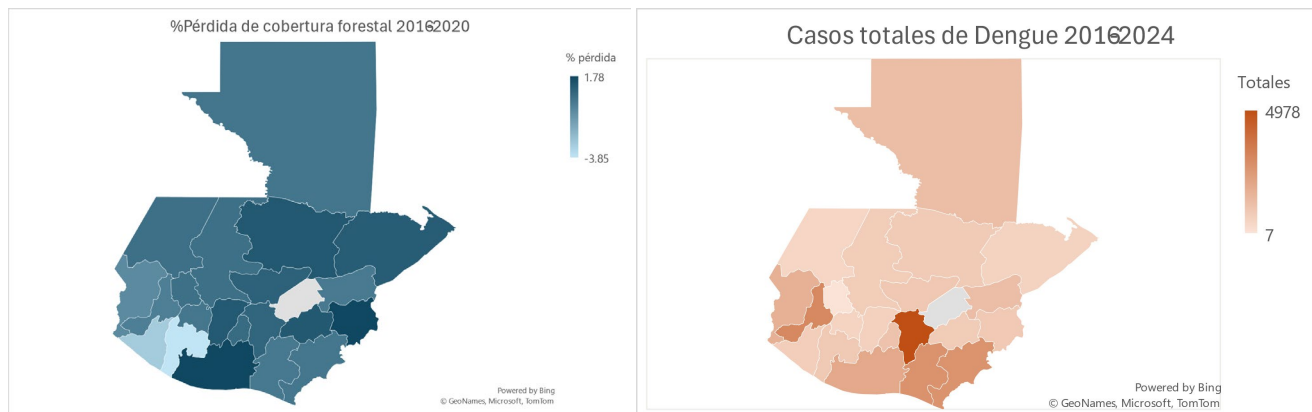 %Pérdida de cobertura forestal 2016-2020
% pérdida
1.78
-3.85
Powered by Bing
© GeoNames, Microsoft, TomTom
Casos totales de Dengue 2016-2024
Totales
4978
7
Powered by Bing
© GeoNames, Microsoft, TomTom